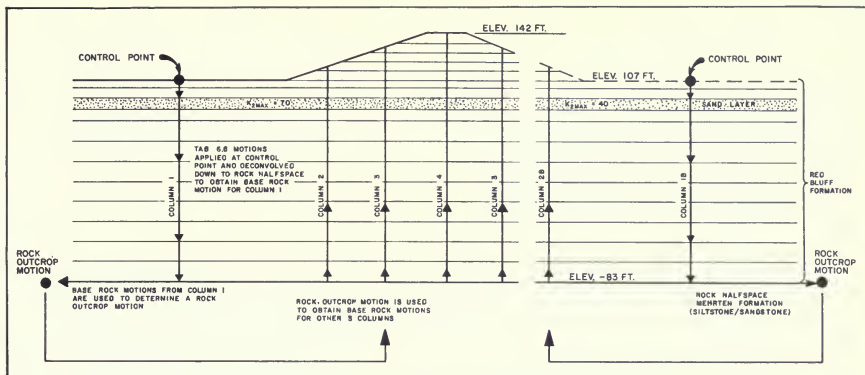 ELEV. 142 FT.
CONTROL POINT
CONTROL POINT
ELEV. 107 FT.
K2MAX = 70
K2MAX = 40
SAND LAYER
TAB 6.8 MOTIONS
APPLIED AT CONTROL
POINT AND DECONVOLVED
DOWN TO ROCK HALFSPACE
TO OBTAIN BASE ROCK
MOTION FOR COLUMN 1
COLUMN 1
COLUMN 2
COLUMN 3
COLUMN 4
COLUMN 3
COLUMN 2B
COLUMN 1B
RED
BLUFF
FORMATION
ROCK
OUTCROP
MOTION
ELEV. -83 FT.
ROCK
OUTCROP
MOTION
BASE ROCK MOTIONS FROM COLUMN 1
ARE USED TO DETERMINE A ROCK
OUTCROP MOTION
ROCK OUTCROP MOTION IS USED
TO OBTAIN BASE ROCK MOTIONS
FOR OTHER 3 COLUMNS
ROCK HALFSPACE
MEHRTEN FORMATION
(SILTSTONE/SANDSTONE)